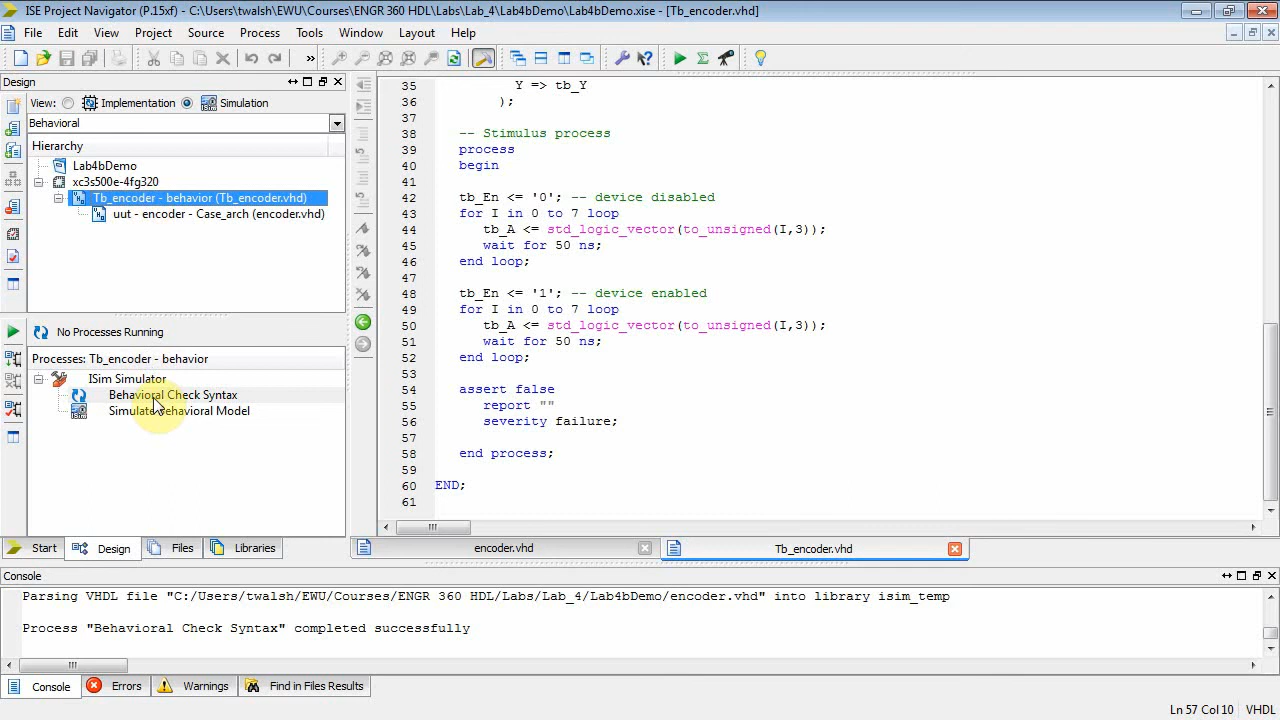 ISE Project Navigator (P.15xf) - C:\Users\twalsh\EWU\Courses\ENGR 360 HDL\Labs\Lab_4\Lab4bDemo\Lab4bDemo.xise - [Tb_encoder.vhd]
File Edit View Project Source Process Tools Window Layout Help
»
Design
View: Implementation Simulation
Behavioral
Hierarchy
Tb_encoder - behavior (Tb_encoder.vhd)
- encoder - Case_arch (encoder.vhd)
No Processes Running
Processes: Tb_encoder - behavior
ISim Simulator
Behavioral Check Syntax
Simulate Behavioral Model
Start Design Files Libraries
35 Y => tb_Y
36 );
37
38 -- Stimulus process
39 process
40 begin
41
42 tb_En <= '0'; -- device disabled
43 for I in 0 to 7 loop
44 tb_A <= std_logic_vector(to_unsigned(I,3));
45 wait for 50 ns;
46 end loop;
47
48 tb_En <= '1'; -- device enabled
49 for I in 0 to 7 loop
50 tb_A <= std_logic_vector(to_unsigned(I,3));
51 wait for 50 ns;
52 end loop;
53
54 assert false
55 report ""
56 severity failure;
57
58 end process;
59
60 END;
61
encoder.vhd Tb_encoder.vhd
Console
Parsing VHDL file "C:/Users/twalsh/EWU/Courses/ENGR 360 HDL/Labs/Lab_4/Lab4bDemo/encoder.vhd" into library isim_temp
Process "Behavioral Check Syntax" completed successfully
Console Errors Warnings Find in Files Results
Ln 57 Col 10 VHDL